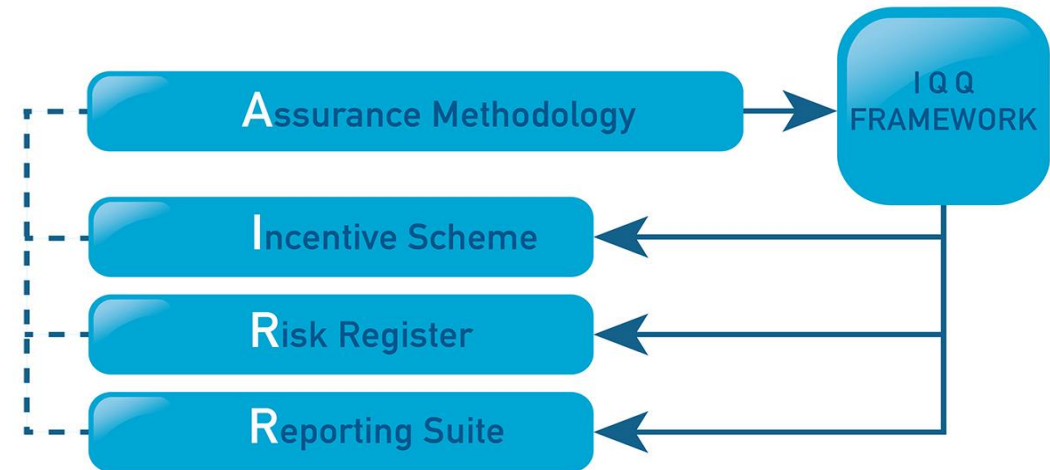 Assurance Methodology
I Q Q
FRAMEWORK
Incentive Scheme
Risk Register
Reporting Suite